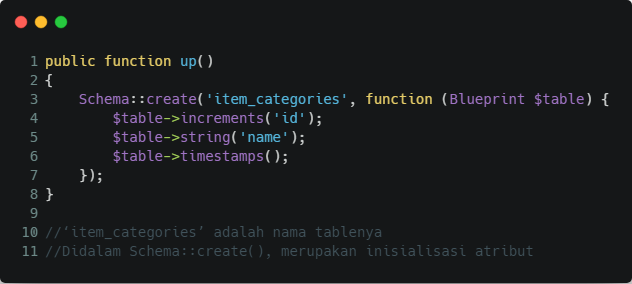 1 public function up()
2 {
3     Schema::create('item_categories', function (Blueprint $table) {
4         $table->increments('id');
5         $table->string('name');
6         $table->timestamps();
7     });
8 }
9
10 //‘item_categories’ adalah nama tablenya
11 //Didalam Schema::create(), merupakan inisialisasi atribut